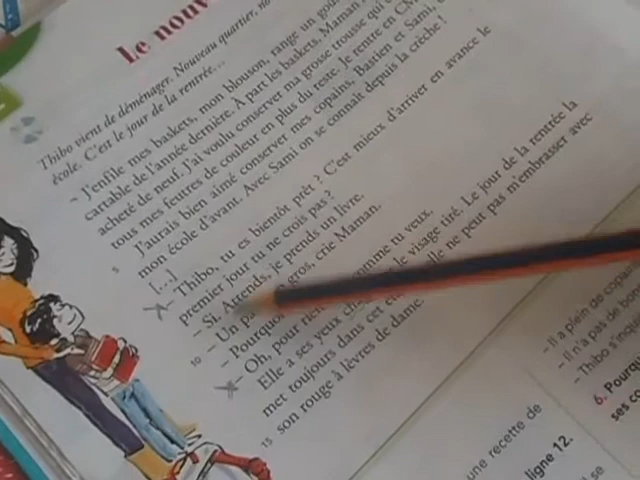 Le nouv
Thibo vient de déménager. Nouveau quartier, no
école. C'est le jour de la rentrée...
– J'enfile mes baskets, mon blouson, range un goû
cartable de l'année dernière. À part les baskets, Maman
acheté de neuf. J'ai voulu conserver ma grosse trousse qui
tous mes feutres de couleur en plus du reste. Je rentre en CM
J'aurais bien aimé conserver mes copains, Bastien et Sami,
5 mon école d'avant. Avec Sami on se connaît depuis la crèche !
[...]
– Thibo, tu es bientôt prêt ? C'est mieux d'arriver en avance le
premier jour tu ne crois pas ?
– Si. Attends, je prends un livre.
10 – Un gros, crie Maman.
– Pourquoi
– Oh, pour rien comme tu veux.
Elle a ses yeux le visage tiré. Le jour de la rentrée la
met toujours dans cet elle ne peut pas m'embrasser avec
15 son rouge à lèvres de dame.
– Il a plein de copai
– Il n'a pas de bon
– Thibo s'inqui
6. Pourqu
ses co
une recette de
ligne 12.
se